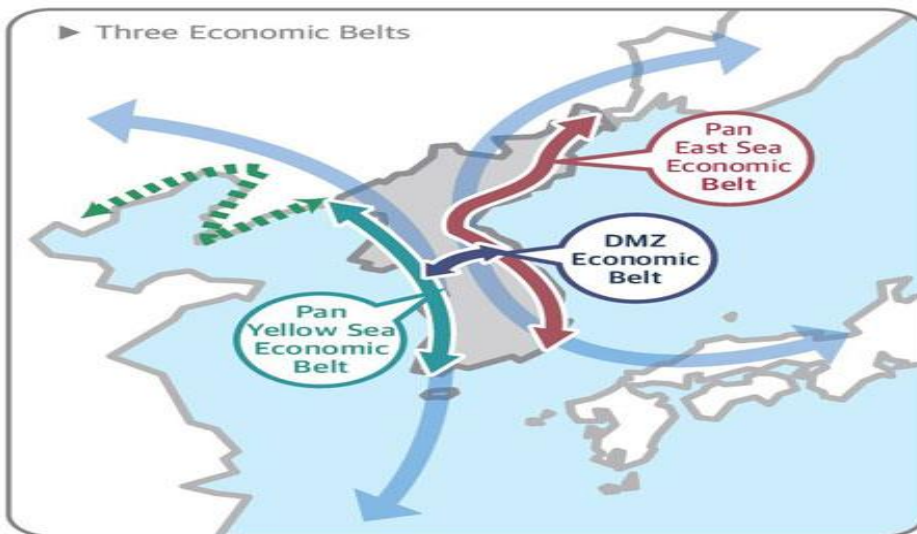 ► Three Economic Belts
Pan
East Sea
Economic
Belt
DMZ
Economic
Belt
Pan
Yellow Sea
Economic
Belt